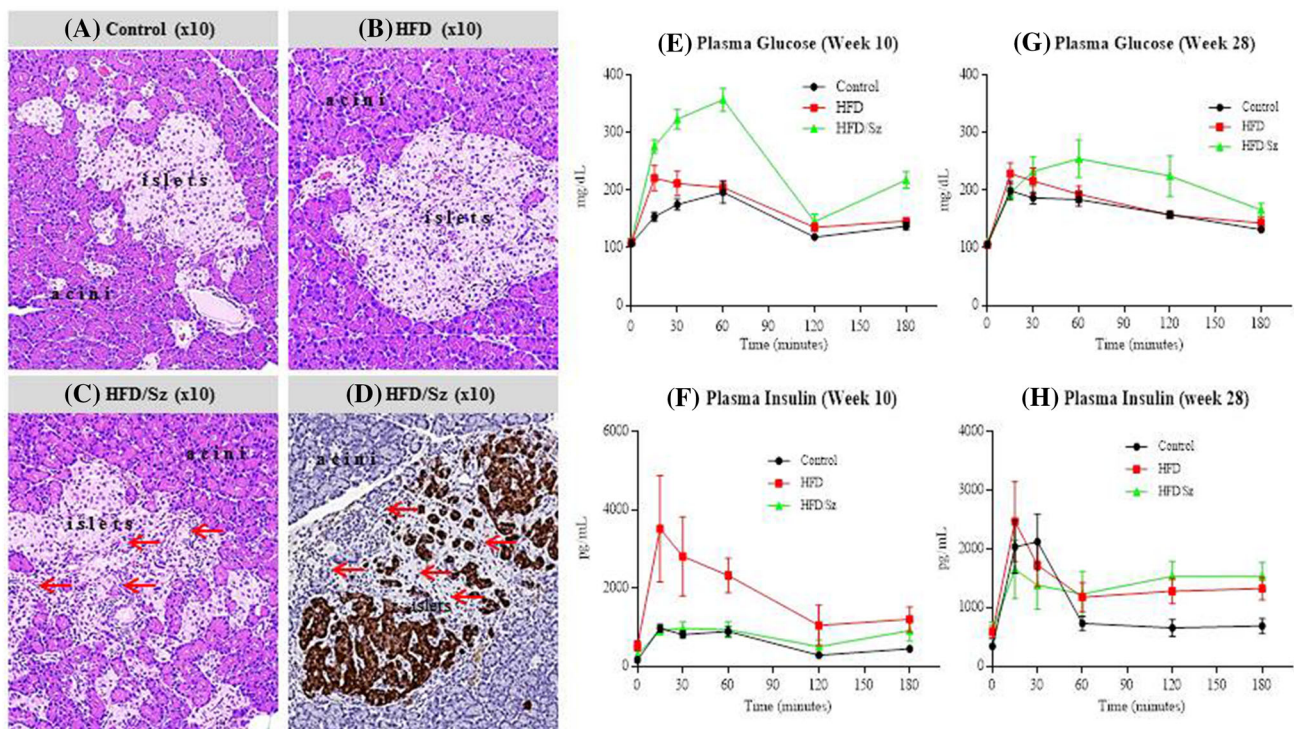 (A) Control (x10)
islets
acini
(B) HFD (x10)
acini
islets
(C) HFD/Sz (x10)
acini
islets
(D) HFD/Sz (x10)
acini
islets
(E) Plasma Glucose (Week 10)
Control
HFD
HFD/Sz
mg/dL
400
300
200
100
0
0 30 60 90 120 150 180
Time (minutes)
(G) Plasma Glucose (Week 28)
Control
HFD
HFD/Sz
mg/dL
400
300
200
100
0
0 30 60 90 120 150 180
Time (minutes)
(F) Plasma Insulin (Week 10)
Control
HFD
HFD/Sz
pg/mL
6000
4000
2000
0
0 30 60 90 120 150 180
Time (minutes)
(H) Plasma Insulin (week 28)
Control
HFD
HFD/Sz
pg/mL
4000
3000
2000
1000
0
0 30 60 90 120 150 180
Time (minutes)